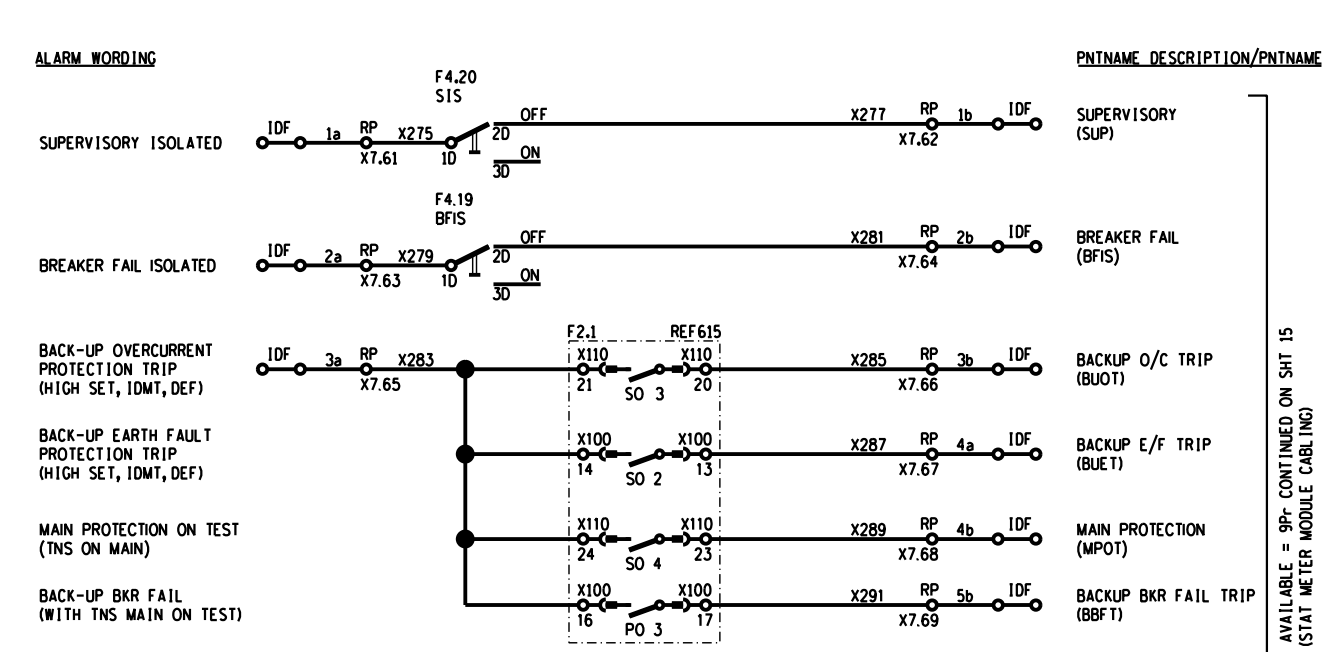 ALARM WORDING
PNTNAME DESCRIPTION/PNTNAME
F4.20
SIS
SUPERVISORY ISOLATED
IDF
1a
RP
X7.61
X275
1D
2D
OFF
3D
ON
X277
RP
X7.62
1b
IDF
SUPERVISORY
(SUP)
F4.19
BFIS
BREAKER FAIL ISOLATED
IDF
2a
RP
X7.63
X279
1D
2D
OFF
3D
ON
X281
RP
X7.64
2b
IDF
BREAKER FAIL
(BFIS)
F2.1
REF615
BACK-UP OVERCURRENT
PROTECTION TRIP
(HIGH SET, IDMT, DEF)
IDF
3a
RP
X7.65
X283
X110
21
SO 3
X110
20
X285
RP
X7.66
3b
IDF
BACKUP O/C TRIP
(BUOT)
BACK-UP EARTH FAULT
PROTECTION TRIP
(HIGH SET, IDMT, DEF)
X100
14
SO 2
X100
13
X287
RP
X7.67
4a
IDF
BACKUP E/F TRIP
(BUET)
MAIN PROTECTION ON TEST
(TNS ON MAIN)
X110
24
SO 4
X110
23
X289
RP
X7.68
4b
IDF
MAIN PROTECTION
(MPOT)
BACK-UP BKR FAIL
(WITH TNS MAIN ON TEST)
X100
16
PO 3
X100
17
X291
RP
X7.69
5b
IDF
BACKUP BKR FAIL TRIP
(BBFT)
AVAILABLE = 9Pr CONTINUED ON SHT 15
(STAT METER MODULE CABLING)